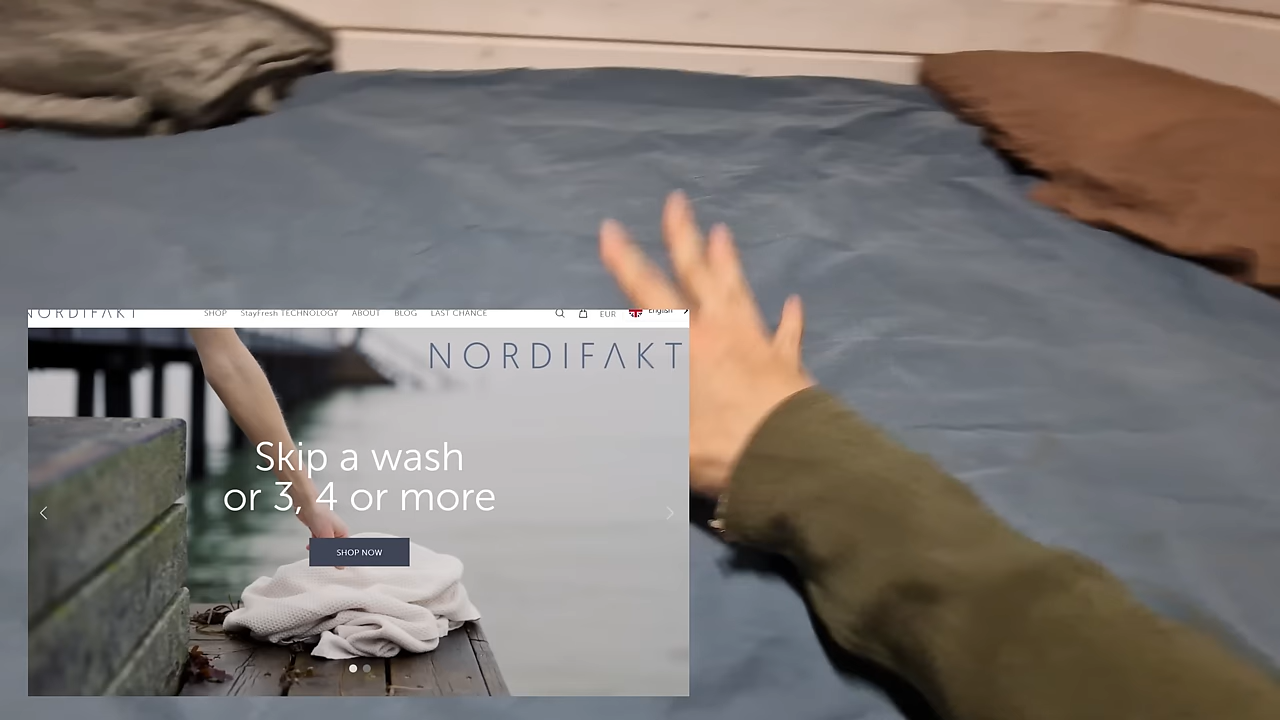 NORDIFAKT
SHOP StayFresh TECHNOLOGY ABOUT BLOG LAST CHANCE EUR English
NORDIFAKT
Skip a wash
or 3, 4 or more
SHOP NOW